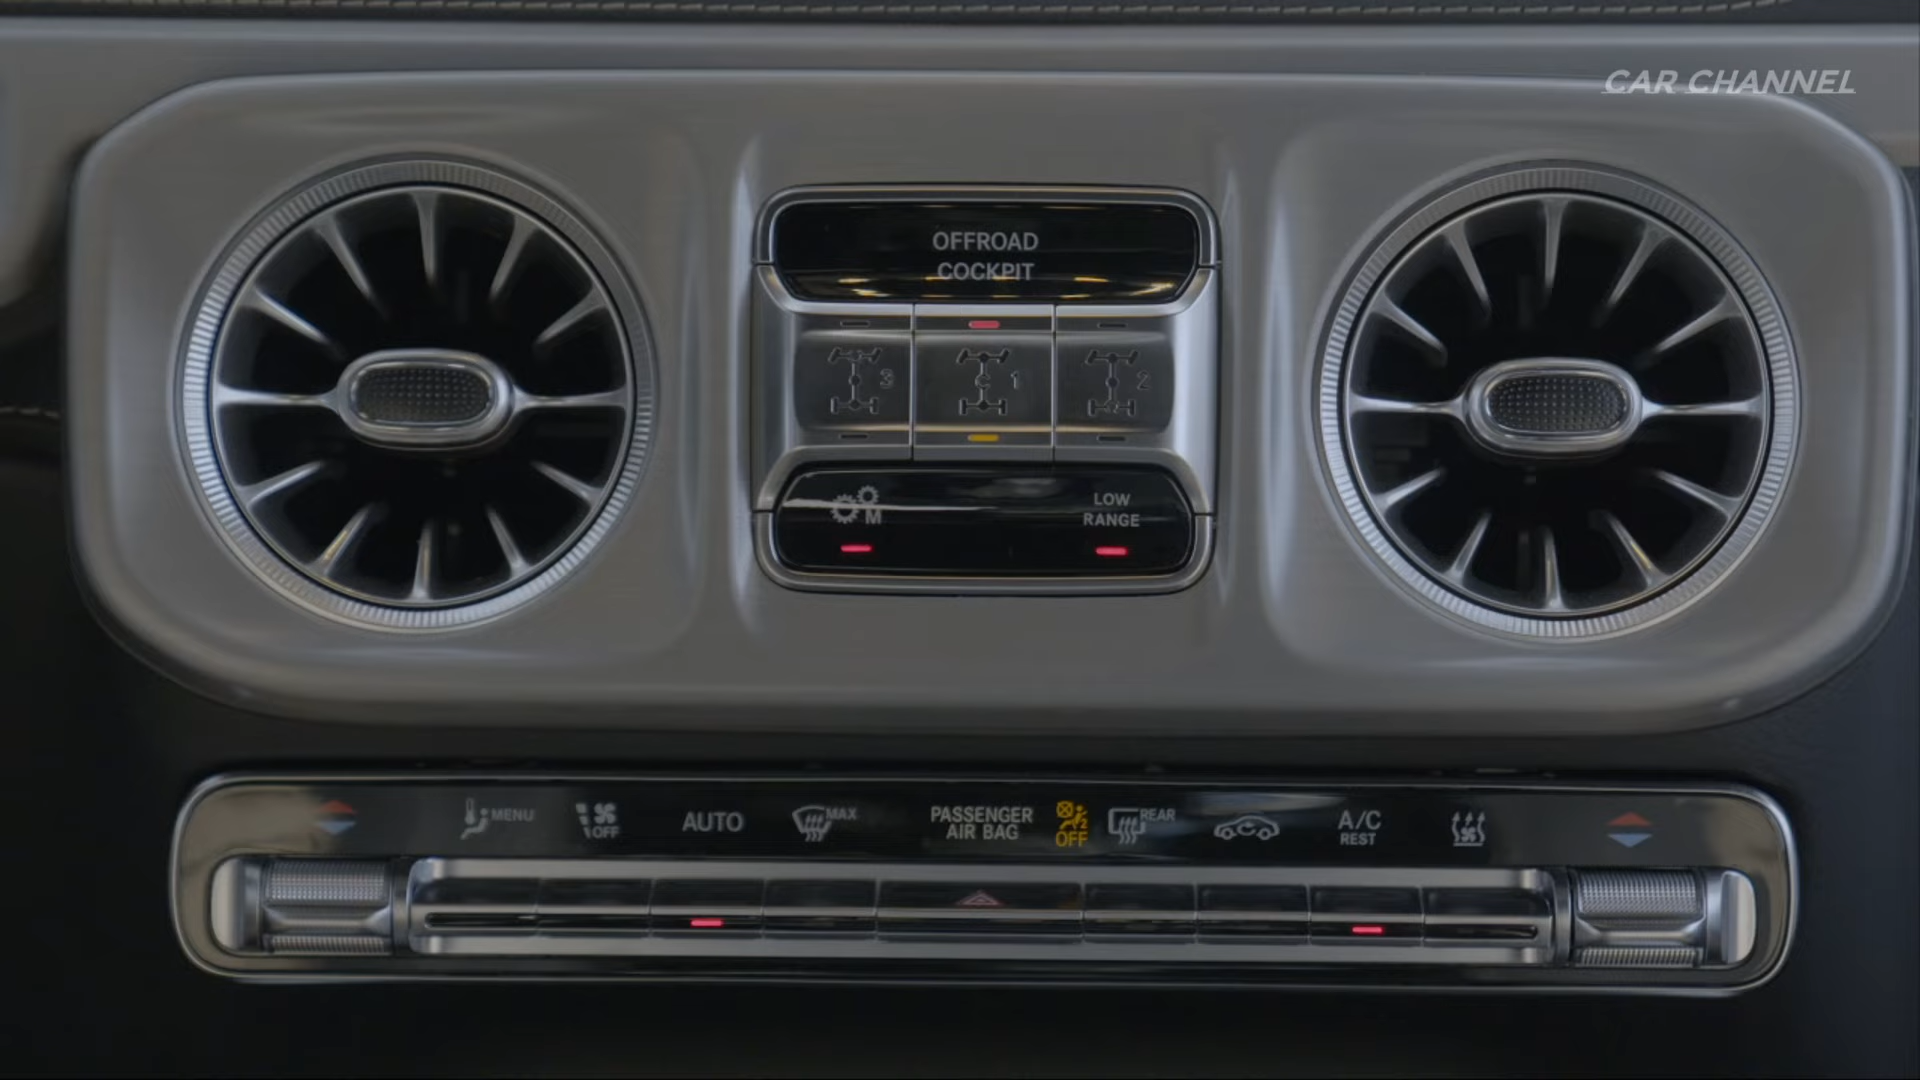 CAR CHANNEL
OFFROAD
COCKPIT
3
1
2
M
LOW
RANGE
MENU
OFF
AUTO
MAX
PASSENGER
AIR BAG
2
OFF
REAR
A/C
REST